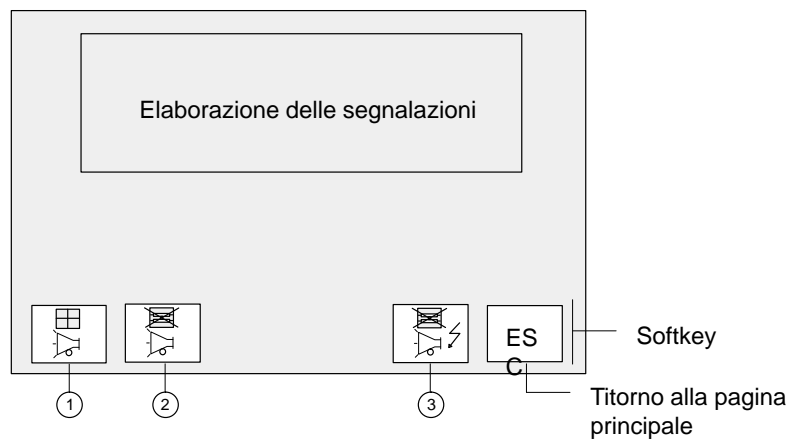 Elaborazione delle segnalazioni
ES
C
Softkey
1
2
3
Titorno alla pagina
principale